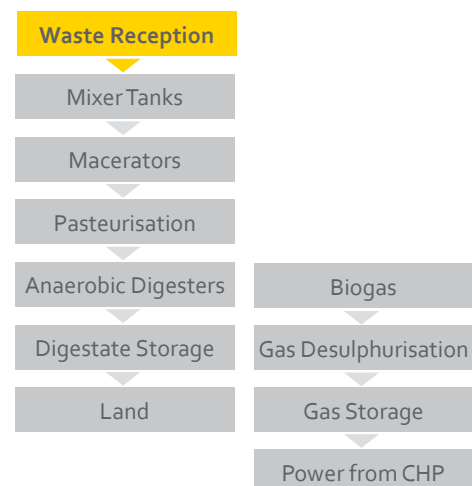 Waste Reception
Mixer Tanks
Macerators
Pasteurisation
Anaerobic Digesters
Digestate Storage
Land
Biogas
Gas Desulphurisation
Gas Storage
Power from CHP